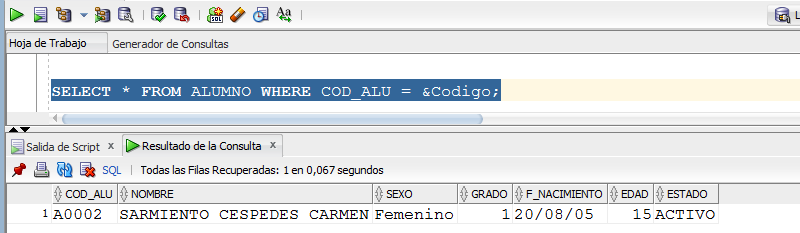 SQL
Aa
Hoja de Trabajo Generador de Consultas
SELECT * FROM ALUMNO WHERE COD_ALU = &Codigo;
Salida de Script x Resultado de la Consulta x
SQL Todas las Filas Recuperadas: 1 en 0,067 segundos
COD_ALU NOMBRE SEXO GRADO F_NACIMIENTO EDAD ESTADO
1 A0002 SARMIENTO CESPEDES CARMEN Femenino 1 20/08/05 15 ACTIVO